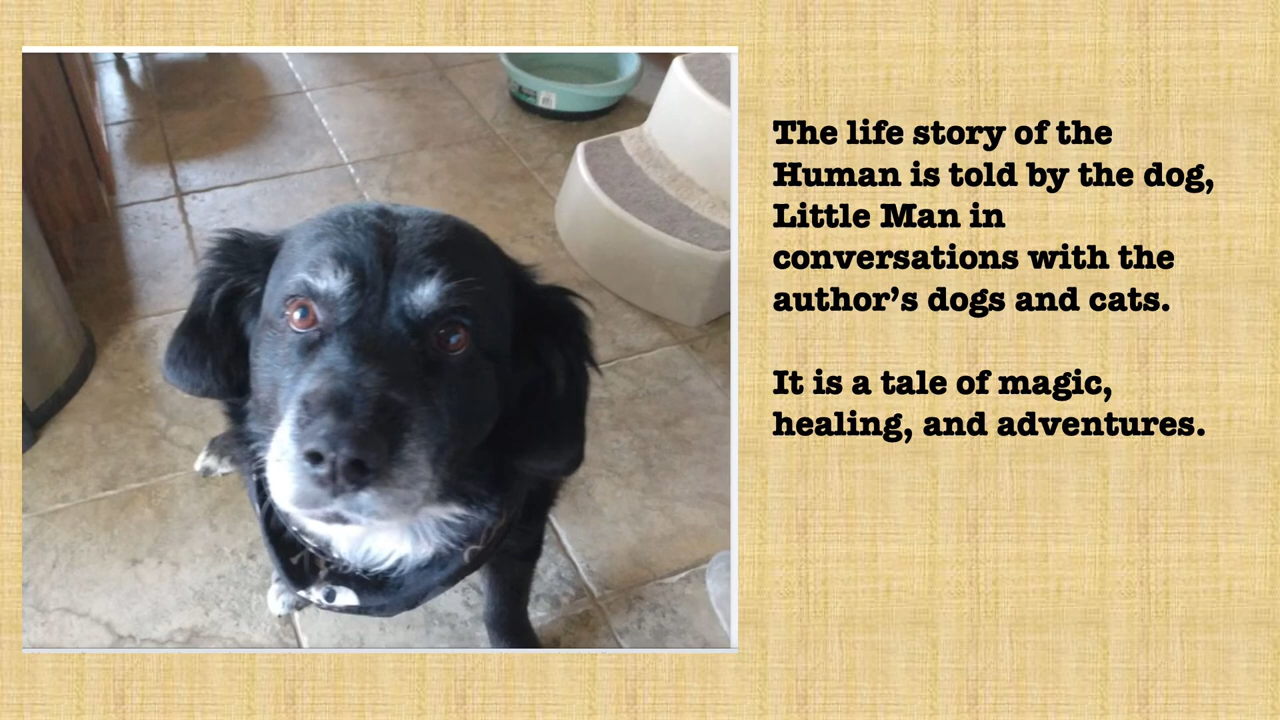 The life story of the
Human is told by the dog,
Little Man in
conversations with the
author’s dogs and cats.
It is a tale of magic,
healing, and adventures.